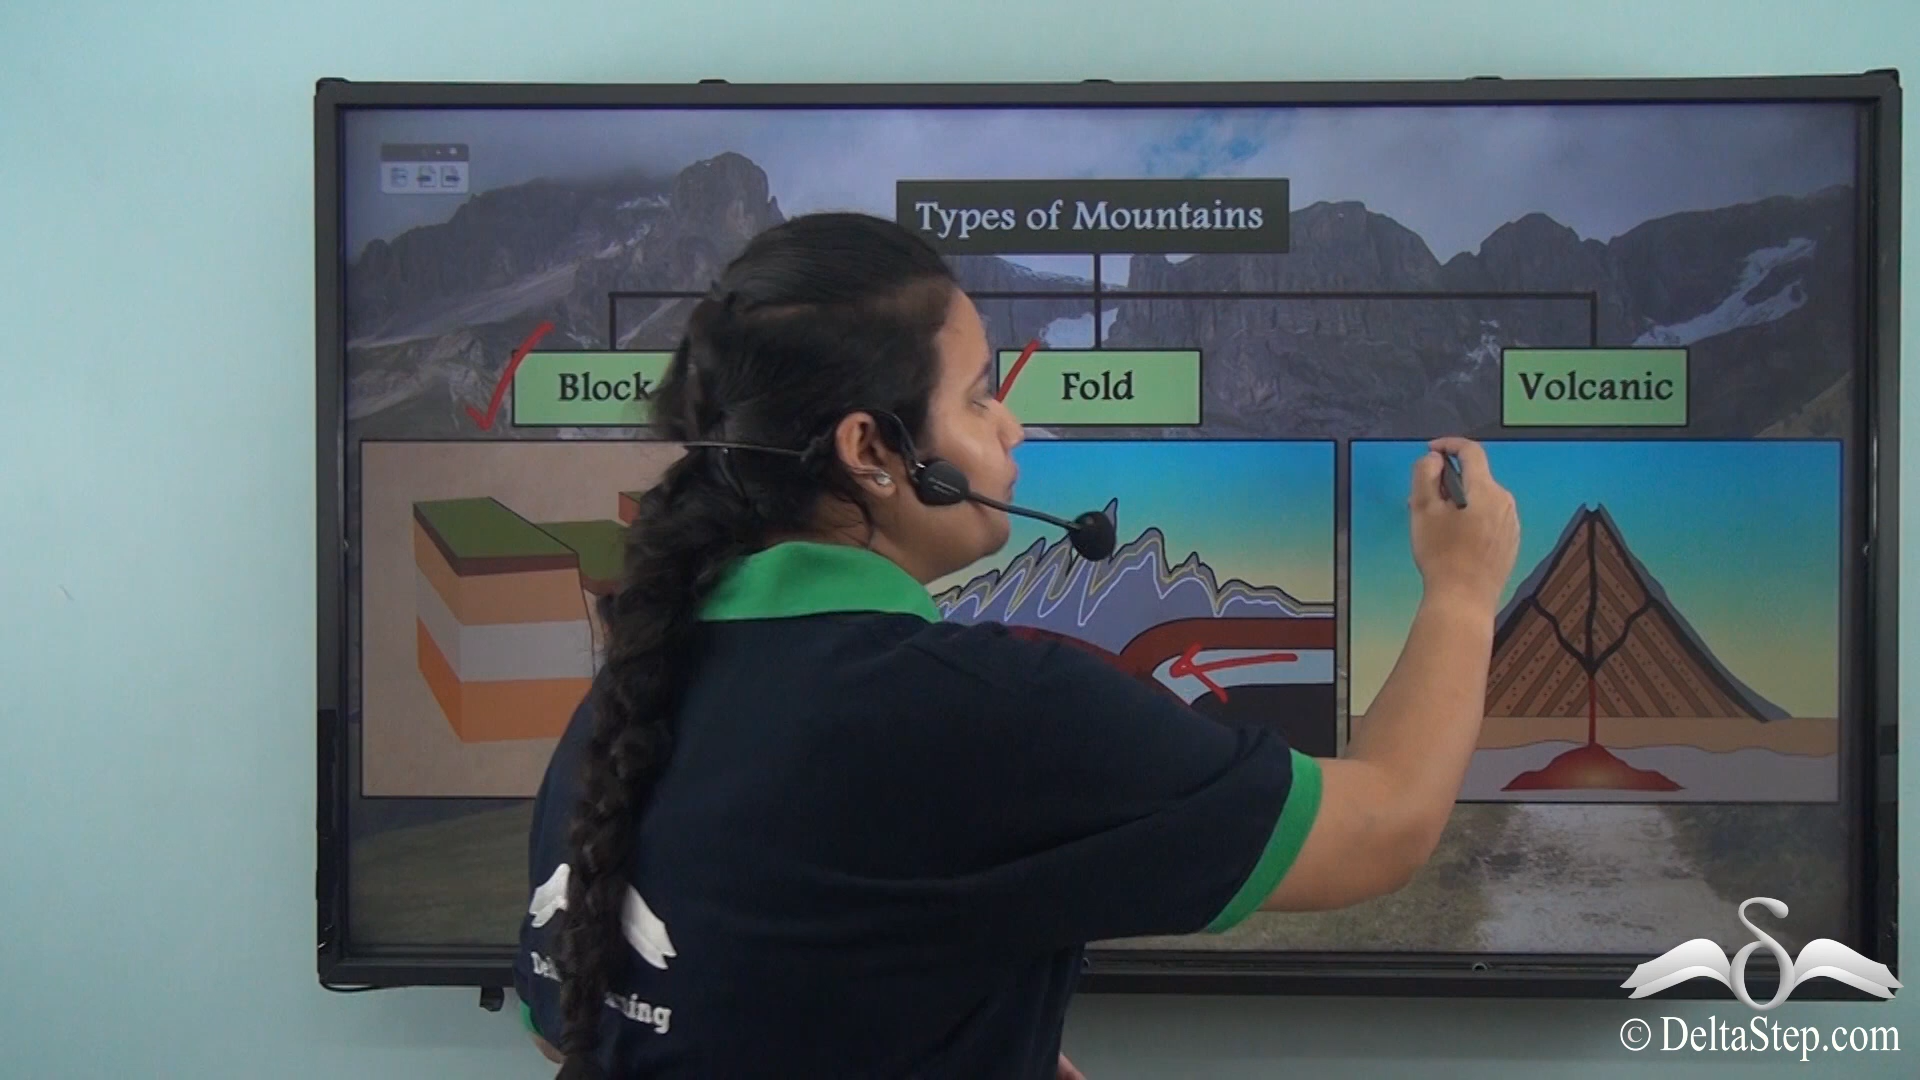 Types of Mountains
Block
Fold
Volcanic
© DeltaStep.com